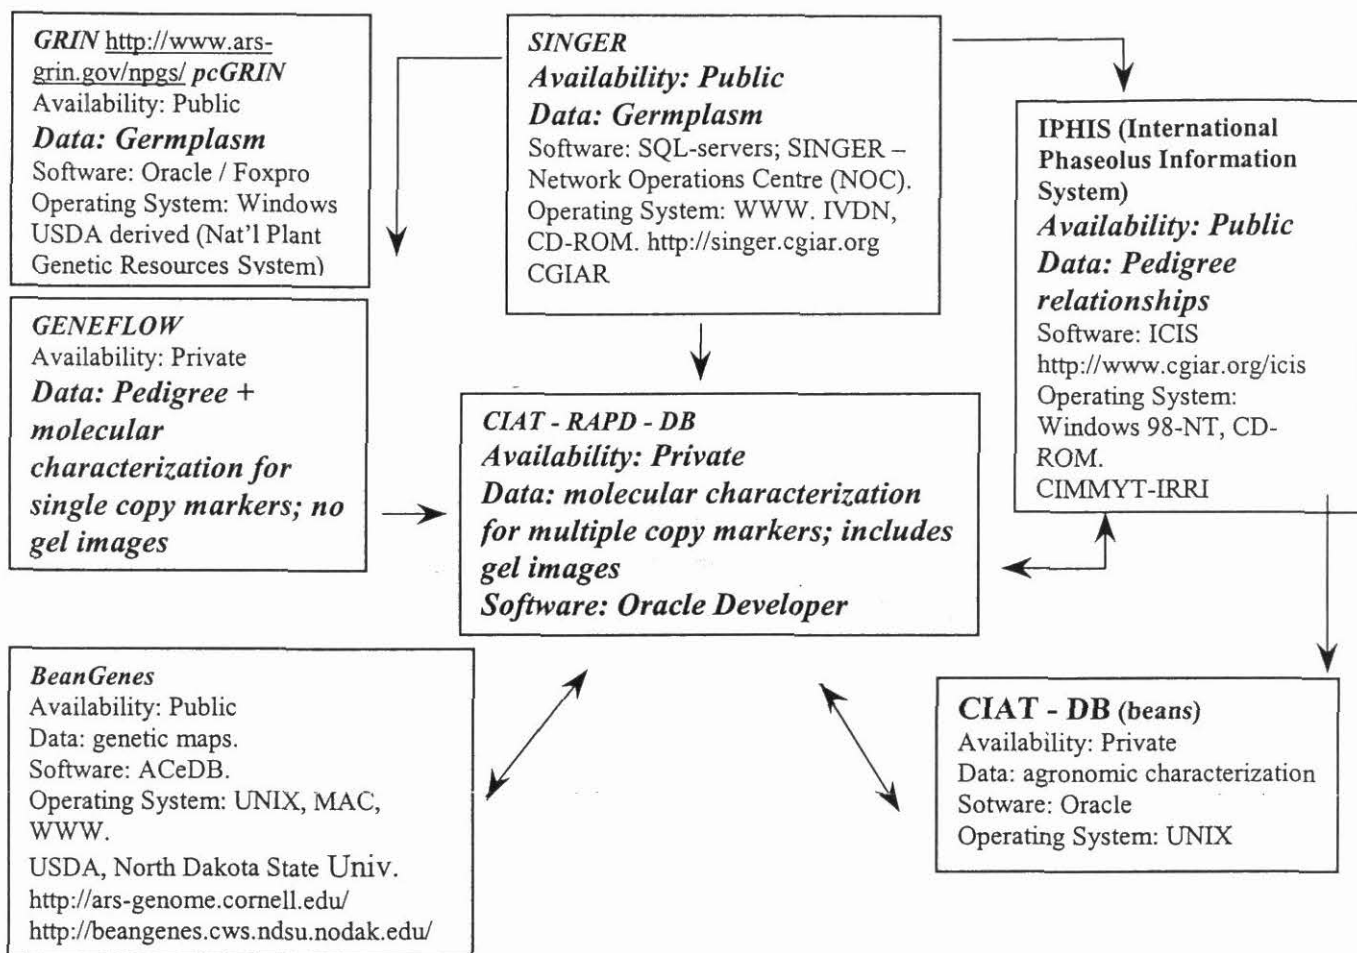 GRIN http://www.ars-
grin.gov/npgs/ pcGRIN
Availability: Public
Data: Germplasm
Software: Oracle / Foxpro
Operating System: Windows
USDA derived (Nat'l Plant
Genetic Resources System)
SINGER
Availability: Public
Data: Germplasm
Software: SQL-servers; SINGER –
Network Operations Centre (NOC).
Operating System: WWW. IVDN,
CD-ROM. http://singer.cgiar.org
CGIAR
IPHIS (International
Phaseolus Information
System)
Availability: Public
Data: Pedigree
relationships
Software: ICIS
http://www.cgiar.org/icis
Operating System:
Windows 98-NT, CD-
ROM.
CIMMYT-IRRI
GENEFLOW
Availability: Private
Data: Pedigree +
molecular
characterization for
single copy markers; no
gel images
CIAT - RAPD - DB
Availability: Private
Data: molecular characterization
for multiple copy markers; includes
gel images
Software: Oracle Developer
BeanGenes
Availability: Public
Data: genetic maps.
Software: ACeDB.
Operating System: UNIX, MAC,
WWW.
USDA, North Dakota State Univ.
http://ars-genome.cornell.edu/
http://beangenes.cws.ndsu.nodak.edu/
CIAT - DB (beans)
Availability: Private
Data: agronomic characterization
Sotware: Oracle
Operating System: UNIX